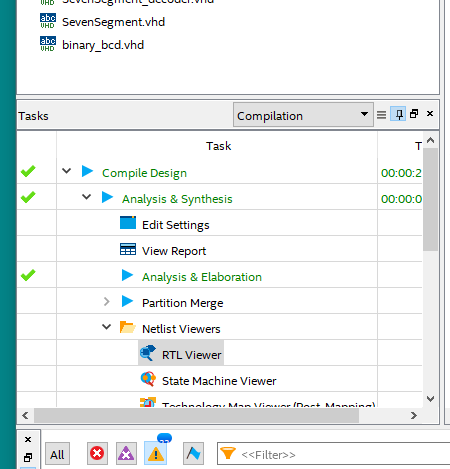 SevenSegment_decoder.vhd
SevenSegment.vhd
binary_bcd.vhd
Tasks
Compilation
Task
Compile Design
00:00:2
Analysis & Synthesis
00:00:0
Edit Settings
View Report
Analysis & Elaboration
Partition Merge
Netlist Viewers
RTL Viewer
State Machine Viewer
Technology Map Viewer (Post-Mapping)
All
<<Filter>>